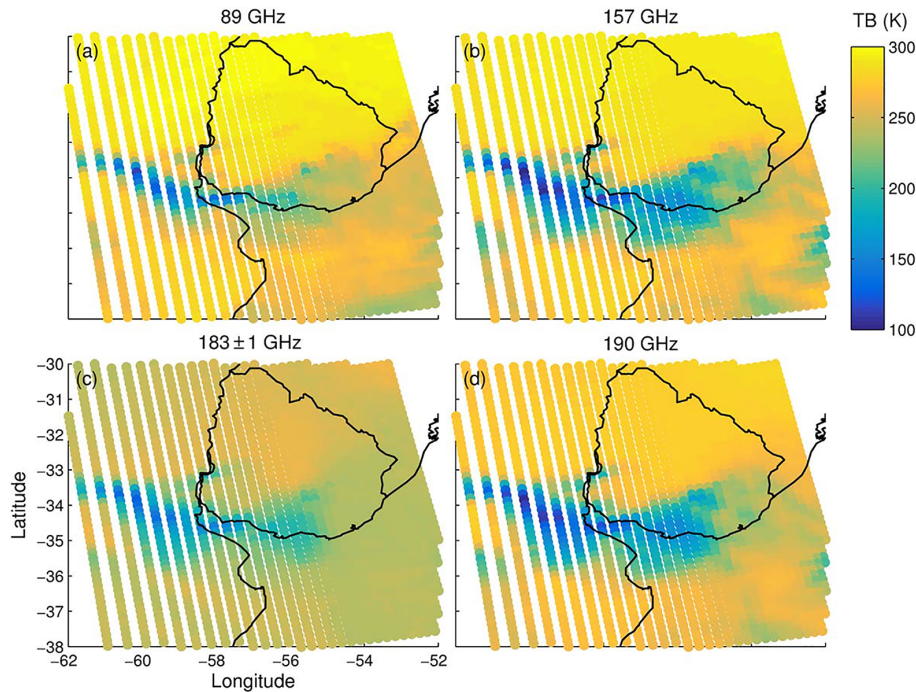 89 GHz
157 GHz
TB (K)
(a)
(b)
300
250
200
150
100
183±1 GHz
190 GHz
(c)
(d)
−30
−31
−32
−33
−34
−35
−36
−37
−38
Latitude
−62
−60
−58
−56
−54
−52
Longitude